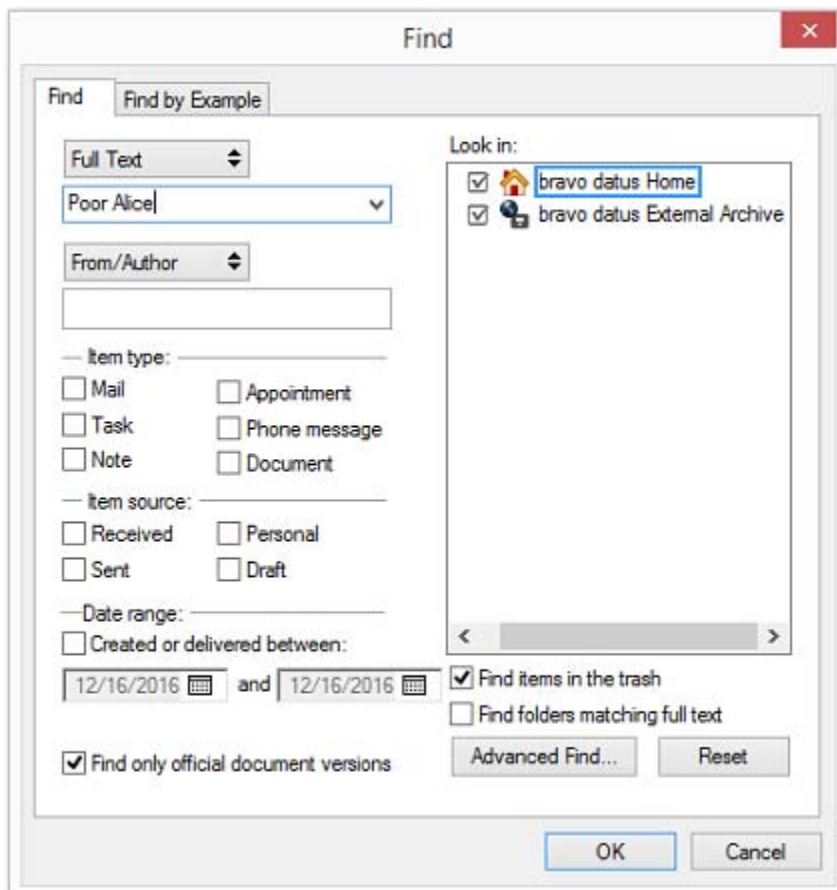 Find
Find
Find by Example
Full Text
Poor Alice
From/Author
Item type:
Mail
Appointment
Task
Phone message
Note
Document
Item source:
Received
Personal
Sent
Draft
Date range:
Created or delivered between:
12/16/2016 and 12/16/2016
Find only official document versions
Look in:
bravo datus Home
bravo datus External Archive
Find items in the trash
Find folders matching full text
Advanced Find...
Reset
OK
Cancel